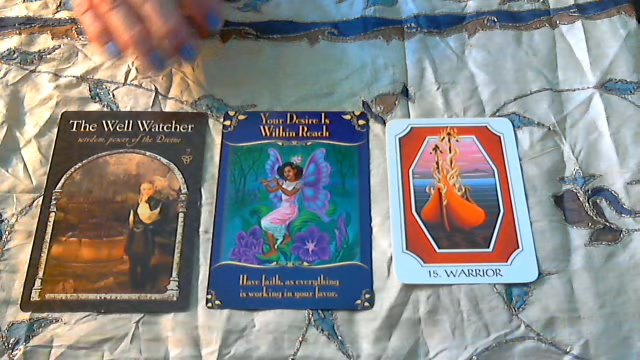 The Well Watcher
wisdom, power of the Divine
7
Your Desire Is
Within Reach
Have faith, as everything
is working in your favor.
15. WARRIOR